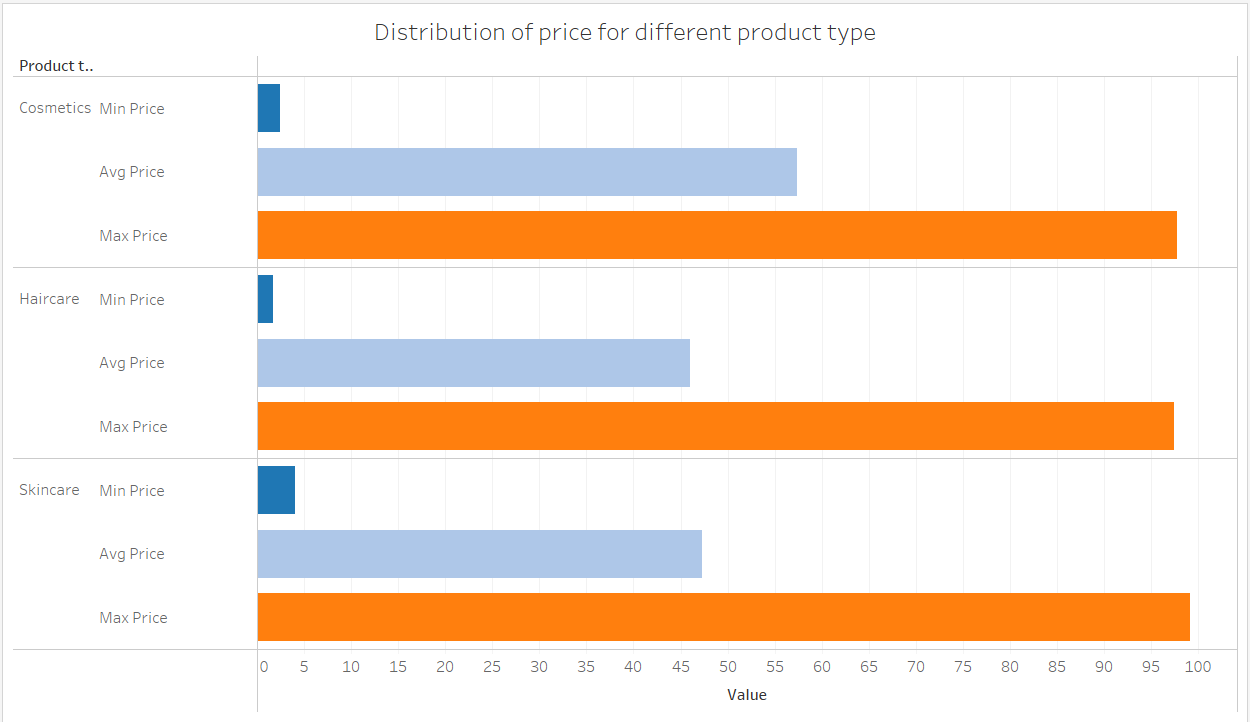 Distribution of price for different product type
Product t..
Cosmetics Min Price
Avg Price
Max Price
Haircare Min Price
Avg Price
Max Price
Skincare Min Price
Avg Price
Max Price
0 5 10 15 20 25 30 35 40 45 50 55 60 65 70 75 80 85 90 95 100
Value